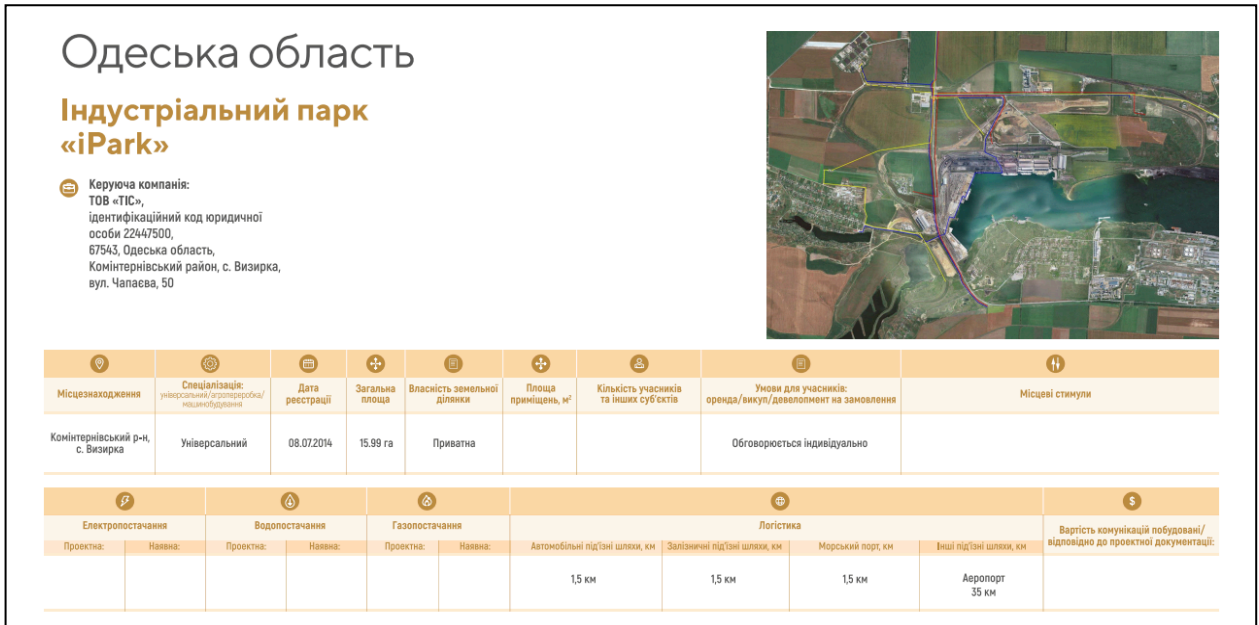 Одеська область
Індустріальний парк
«iPark»
Керуюча компанія:
ТОВ «ТІС»,
ідентифікаційний код юридичної
особи 22447500,
67543, Одеська область,
Комінтернівський район, с. Визирка,
вул. Чапаєва, 50
Місцезнаходження
Спеціалізація:
універсальний/агропереробка/
машинобудування
Дата
реєстрації
Загальна
площа
Власність земельної
ділянки
Площа
приміщень, м²
Кількість учасників
та інших суб'єктів
Умови для учасників:
оренда/викуп/девелопмент на замовлення
Місцеві стимули
Комінтернівський р-н,
с. Визирка
Універсальний
08.07.2014
15.99 га
Приватна
Обговорюється індивідуально
Електропостачання
Водопостачання
Газопостачання
Логістика
Вартість комунікацій побудовані/
відповідно до проектної документації:
Проектна:
Наявна:
Проектна:
Наявна:
Проектна:
Наявна:
Автомобільні під'їзні шляхи, км
Залізничні під'їзні шляхи, км
Морський порт, км
Інші під'їзні шляхи, км
1,5 км
1,5 км
1,5 км
Аеропорт
35 км